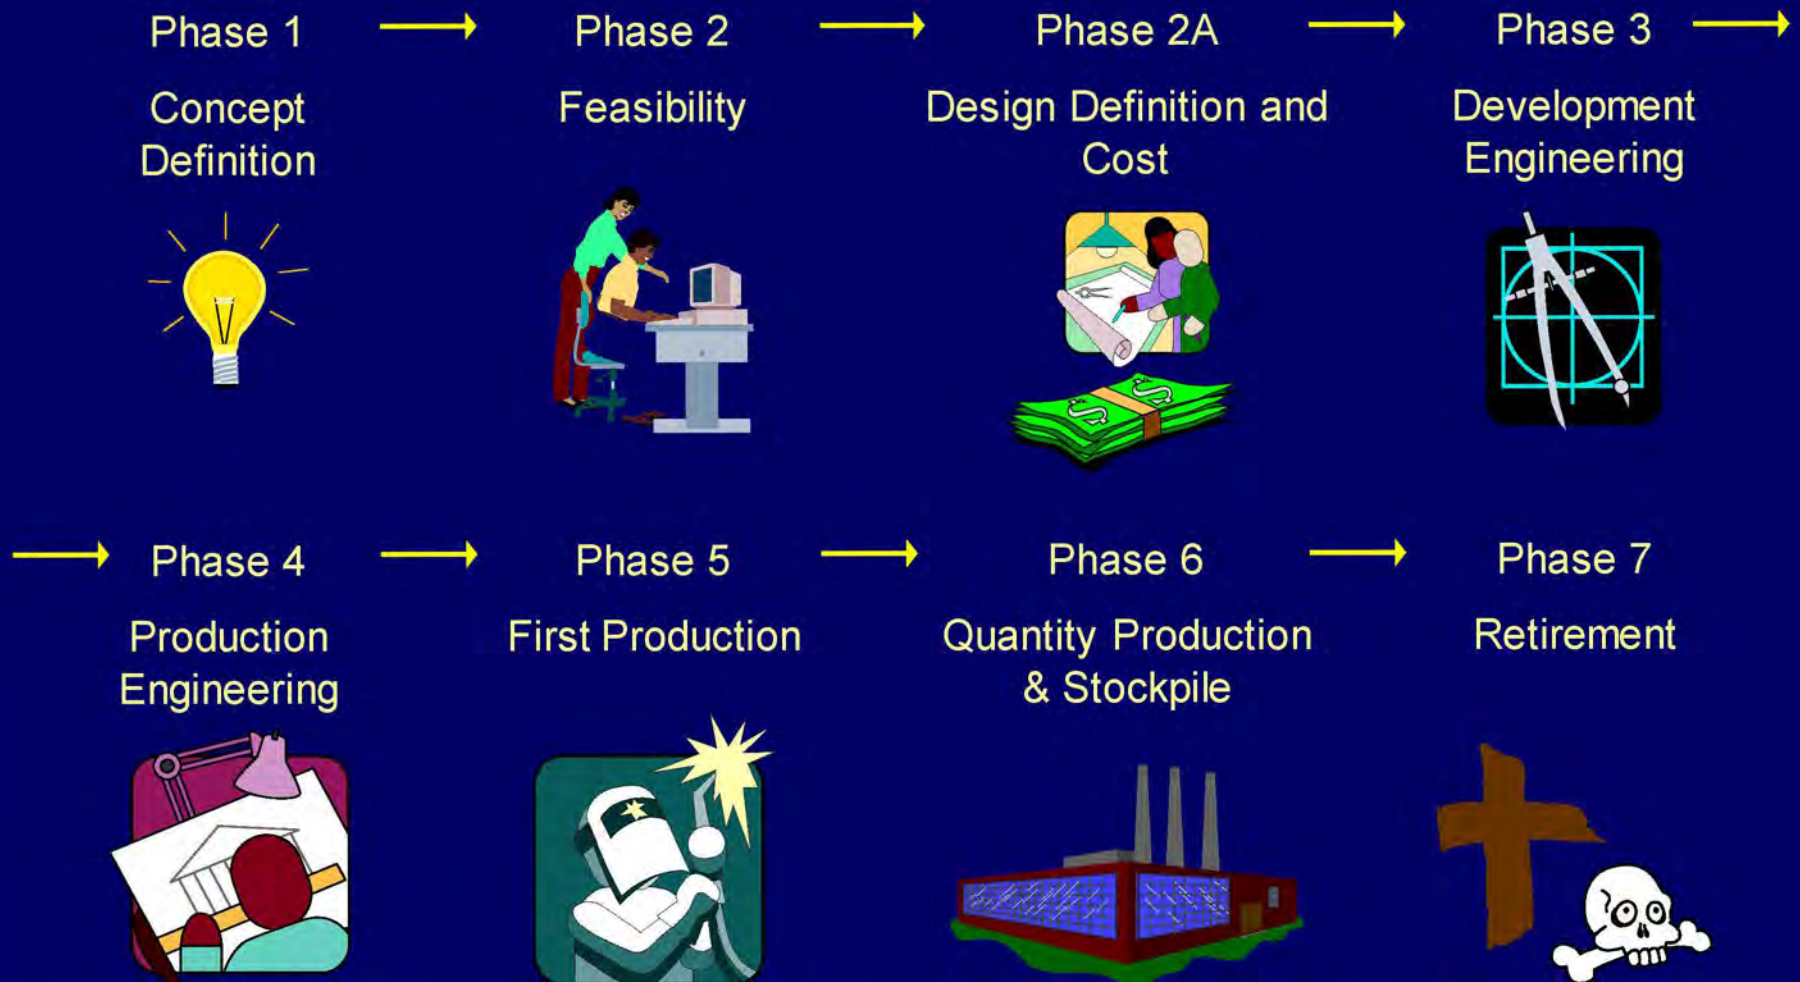 Phase 1
Phase 2
Phase 2A
Phase 3
Concept
Definition
Feasibility
Design Definition and
Cost
Development
Engineering
Phase 4
Phase 5
Phase 6
Phase 7
Production
Engineering
First Production
Quantity Production
& Stockpile
Retirement